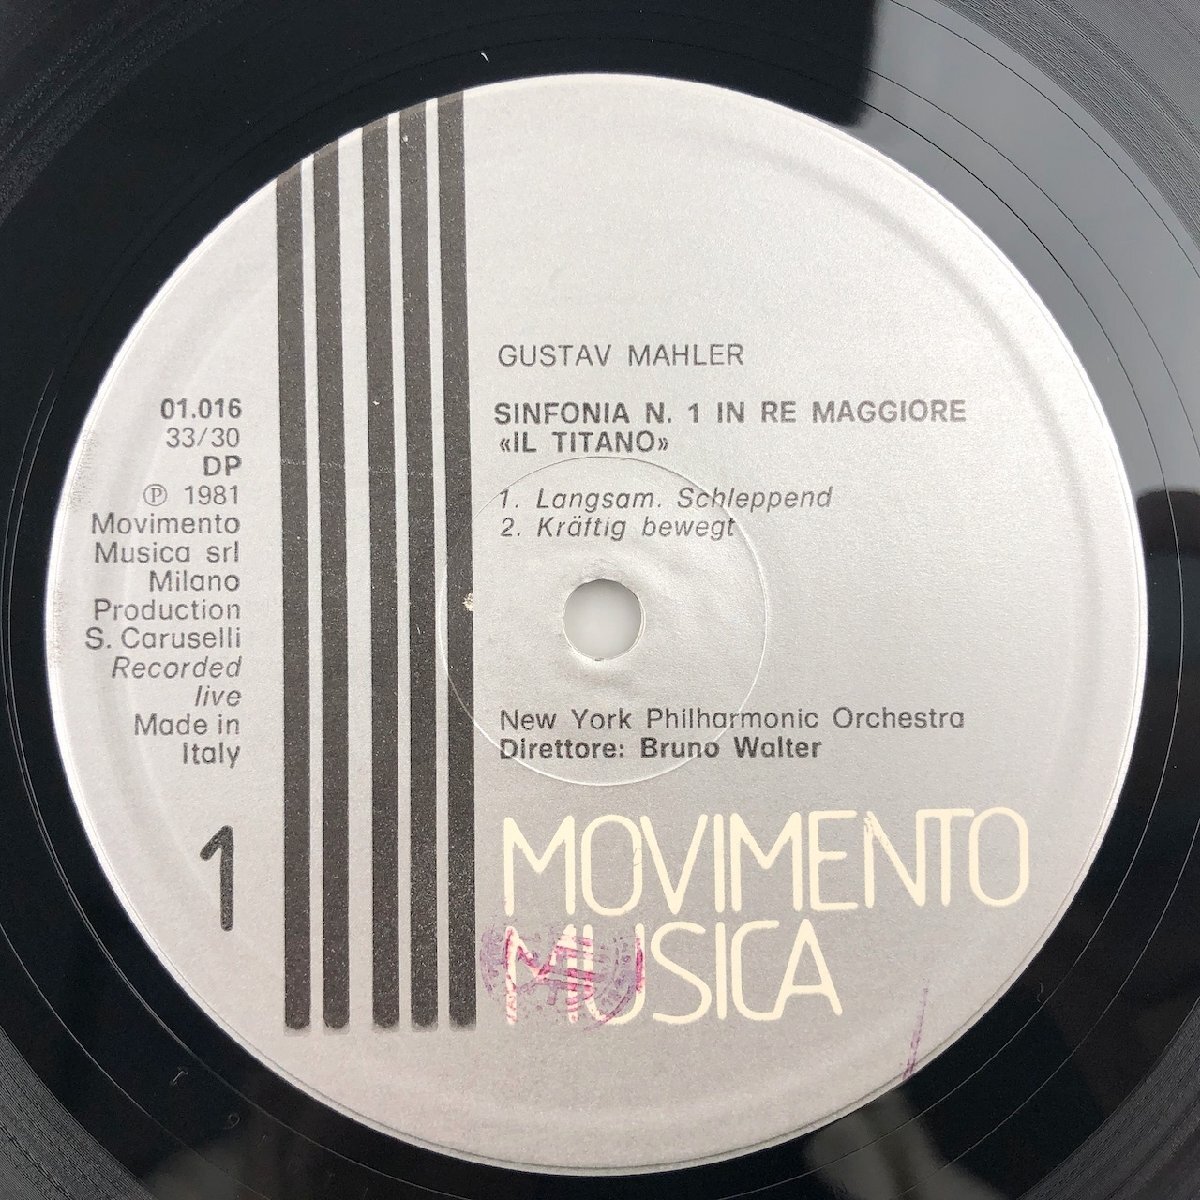 GUSTAV MAHLER
SINFONIA N. 1 IN RE MAGGIORE
«IL TITANO»
1. Langsam. Schleppend
2. Kräftig bewegt
01.016
33/30
DP
℗ 1981
Movimento
Musica srl
Milano
Production
S. Caruselli
Recorded
live
Made in
Italy
1
New York Philharmonic Orchestra
Direttore: Bruno Walter
MOVIMENTO
MUSICA